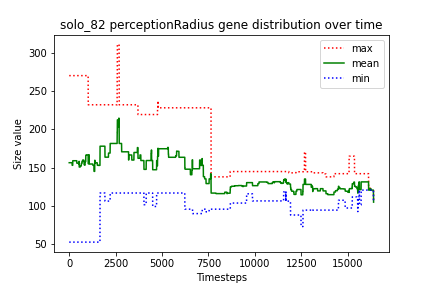 solo_82 perceptionRadius gene distribution over time
max
mean
min
Size value
300
250
200
150
100
50
0
2500
5000
7500
10000
12500
15000
Timesteps